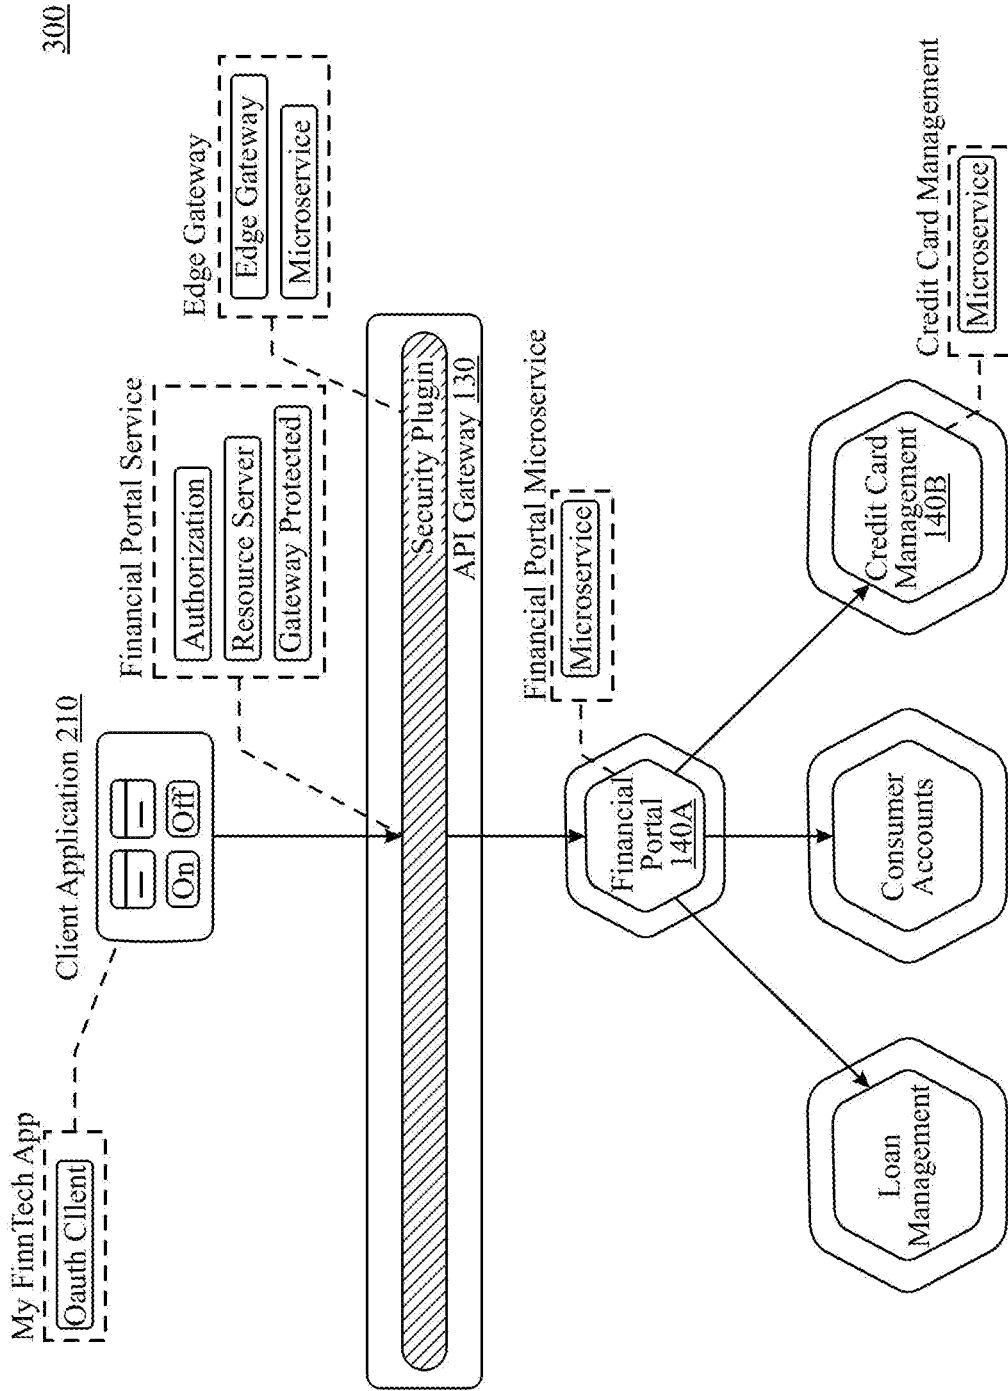 300
My FinnTech App
Oauth CIIent
Client Application 210
On
Off
Financial Portal Service
Authorization
Resource Server
Gateway Protected
Edge Gateway
Edge Gateway
Microservice
Security Plugin
API Gateway 130
Financial Portal Microservice
Microservice
Financial
Portal
140A
Loan
Management
Consumer
Accounts
Credit Card
Management
140B
Credit Card Management
Microservice